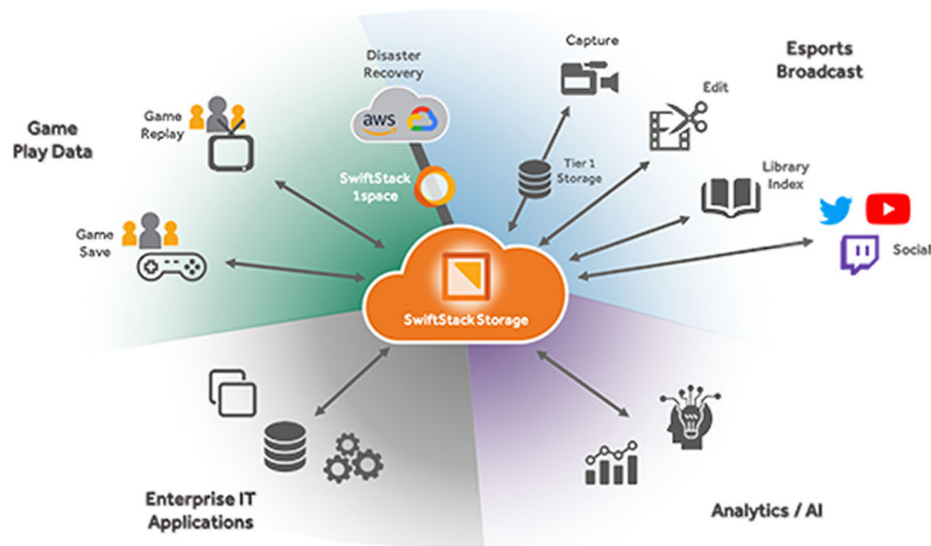 Game
Play Data
Game
Replay
Game
Save
Disaster
Recovery
aws
SwiftStack
1space
Capture
Tier 1
Storage
Edit
Esports
Broadcast
Library
Index
Social
SwiftStack Storage
Enterprise IT
Applications
Analytics / AI